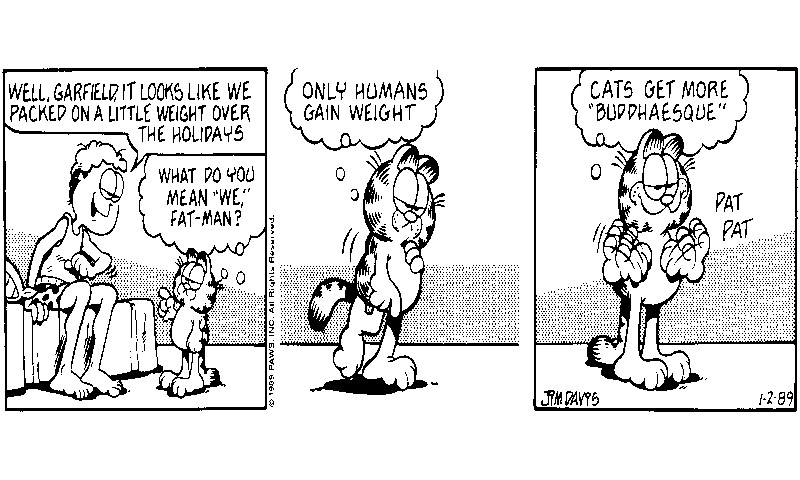 WELL, GARFIELD, IT LOOKS LIKE WE
PACKED ON A LITTLE WEIGHT OVER
THE HOLIDAYS
WHAT DO YOU
MEAN "WE,"
FAT-MAN?
© 1989 PAWS, INC. All Rights Reserved.
ONLY HUMANS
GAIN WEIGHT
CATS GET MORE
"BUDDHAESQUE"
PAT
PAT
JIM DAVIS
1-2-89